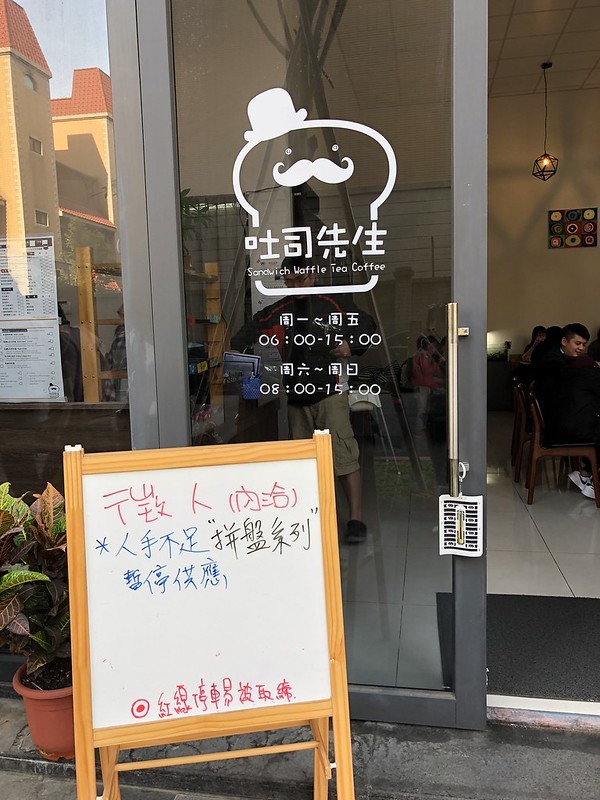 吐司先生
Sandwich Waffle Tea Coffee
周一～周五
06：00-15：00
周六～周日
08：00-15：00
徵人(內洽)
*人手不足"拼盤系列"
暫停供應
紅線停車易被取締